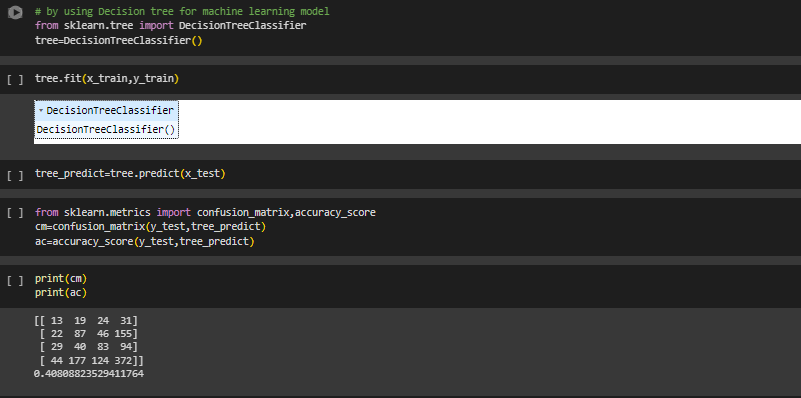 # by using Decision tree for machine learning model
from sklearn.tree import DecisionTreeClassifier
tree=DecisionTreeClassifier()
[ ] tree.fit(x_train,y_train)
DecisionTreeClassifier
DecisionTreeClassifier()
[ ] tree_predict=tree.predict(x_test)
[ ] from sklearn.metrics import confusion_matrix,accuracy_score
cm=confusion_matrix(y_test,tree_predict)
ac=accuracy_score(y_test,tree_predict)
[ ] print(cm)
print(ac)
[[ 13 19 24 31]
[ 22 87 46 155]
[ 29 40 83 94]
[ 44 177 124 372]]
0.40808823529411764